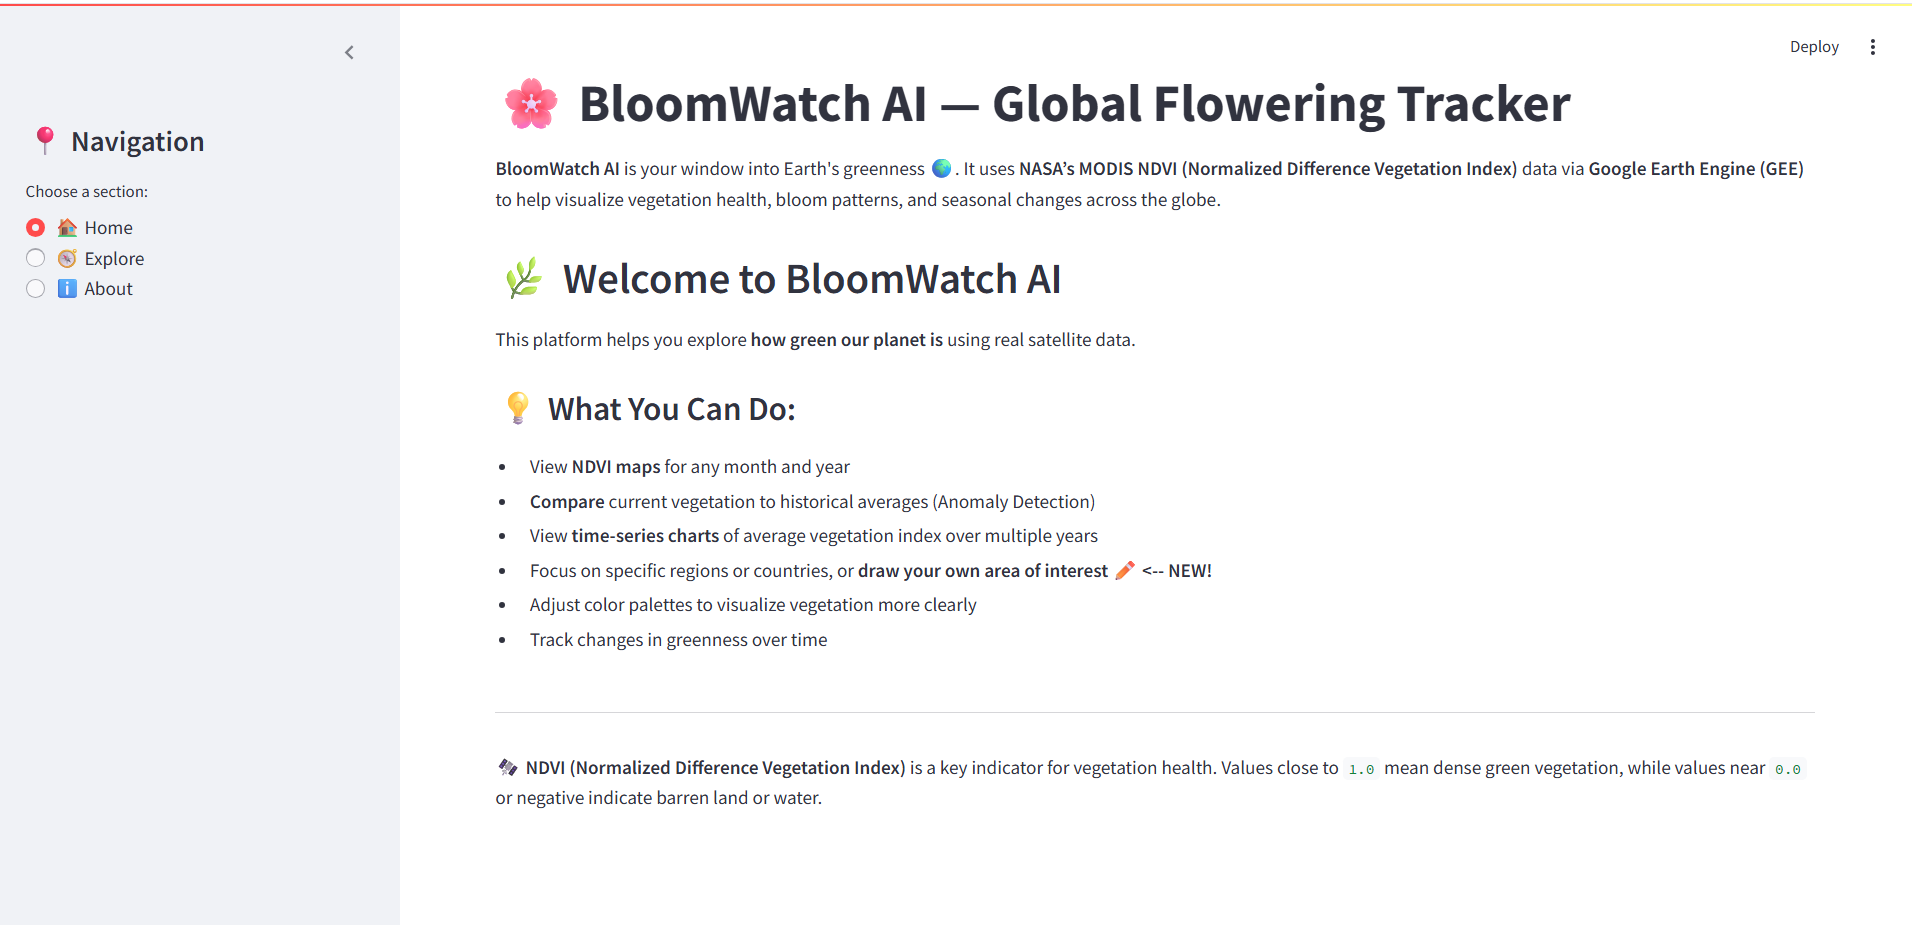 Deploy
📍 Navigation
Choose a section:
🏠 Home
🧭 Explore
ℹ️ About
🌸 BloomWatch AI — Global Flowering Tracker
BloomWatch AI is your window into Earth's greenness 🌍. It uses NASA’s MODIS NDVI (Normalized Difference Vegetation Index) data via Google Earth Engine (GEE)
to help visualize vegetation health, bloom patterns, and seasonal changes across the globe.
🌿 Welcome to BloomWatch AI
This platform helps you explore how green our planet is using real satellite data.
💡 What You Can Do:
• View NDVI maps for any month and year
• Compare current vegetation to historical averages (Anomaly Detection)
• View time-series charts of average vegetation index over multiple years
• Focus on specific regions or countries, or draw your own area of interest ✏️ <-- NEW!
• Adjust color palettes to visualize vegetation more clearly
• Track changes in greenness over time
🛰️ NDVI (Normalized Difference Vegetation Index) is a key indicator for vegetation health. Values close to 1.0 mean dense green vegetation, while values near 0.0
or negative indicate barren land or water.